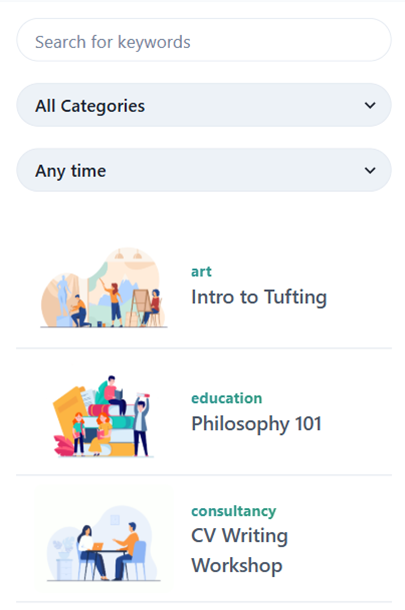 Search for keywords
All Categories
Any time
art
Intro to Tufting
education
Philosophy 101
consultancy
CV Writing
Workshop